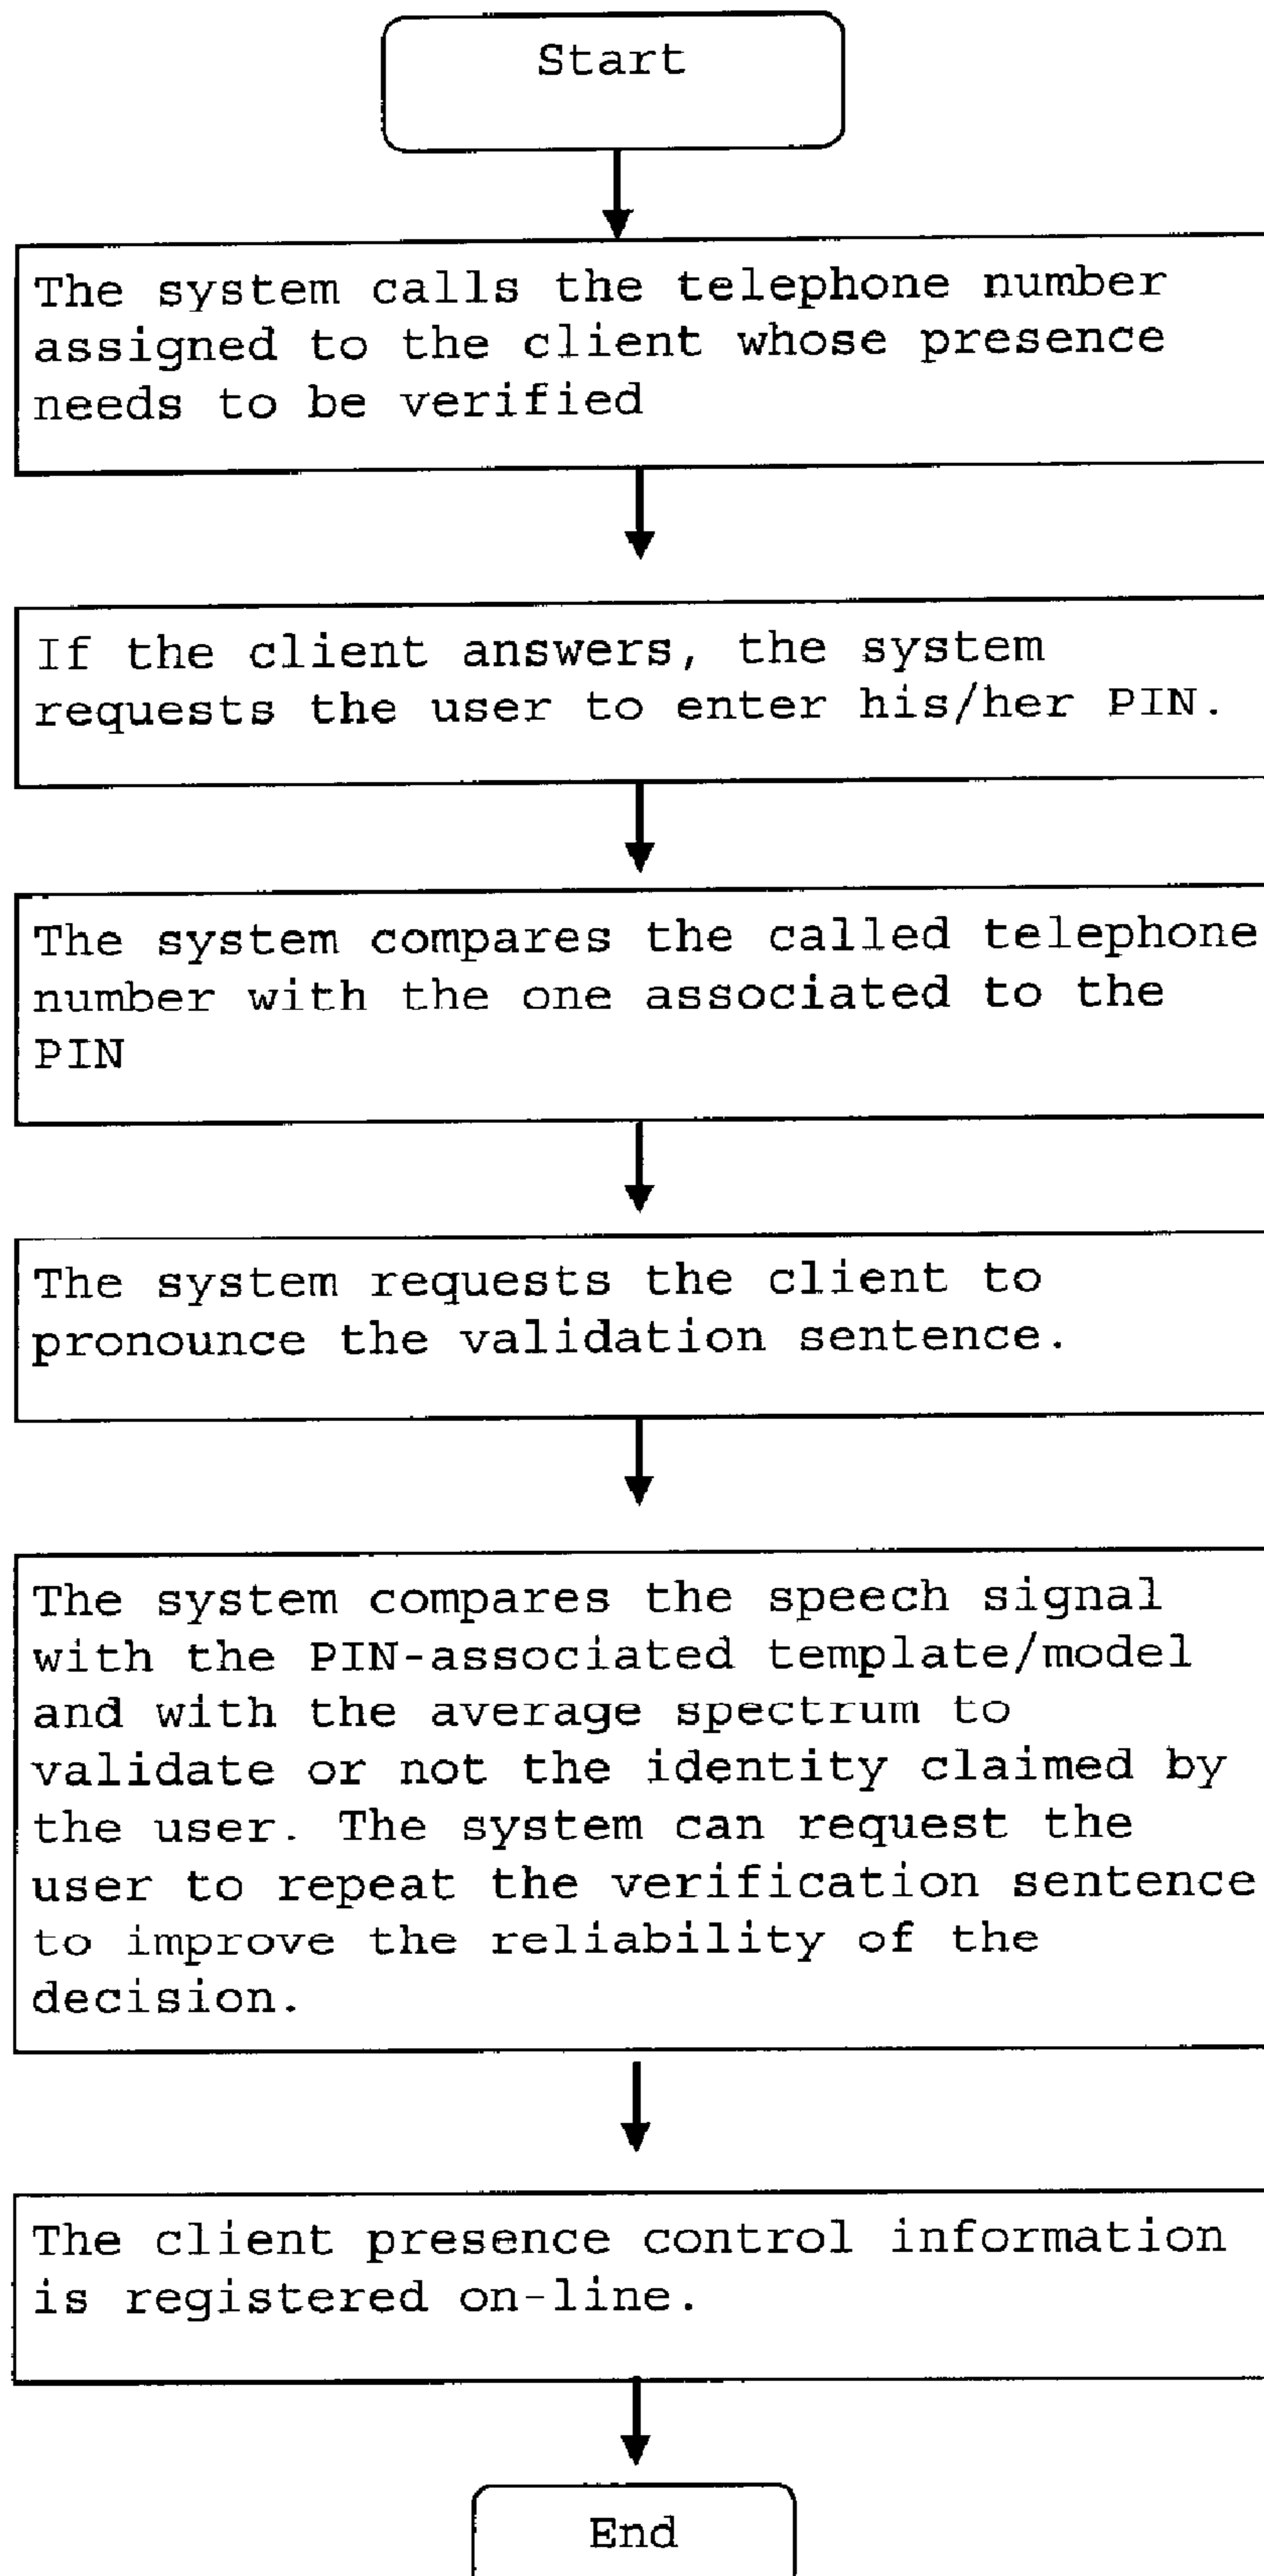 Start
The system calls the telephone number
assigned to the client whose presence
needs to be verified
If the client answers, the system
requests the user to enter his/her PIN.
The system compares the called telephone
number with the one associated to the
PIN
The system requests the client to
pronounce the validation sentence.
The system compares the speech signal
with the PIN-associated template/model
and with the average spectrum to
validate or not the identity claimed by
the user. The system can request the
user to repeat the verification sentence
to improve the reliability of the
decision.
The client presence control information
is registered on-line.
End